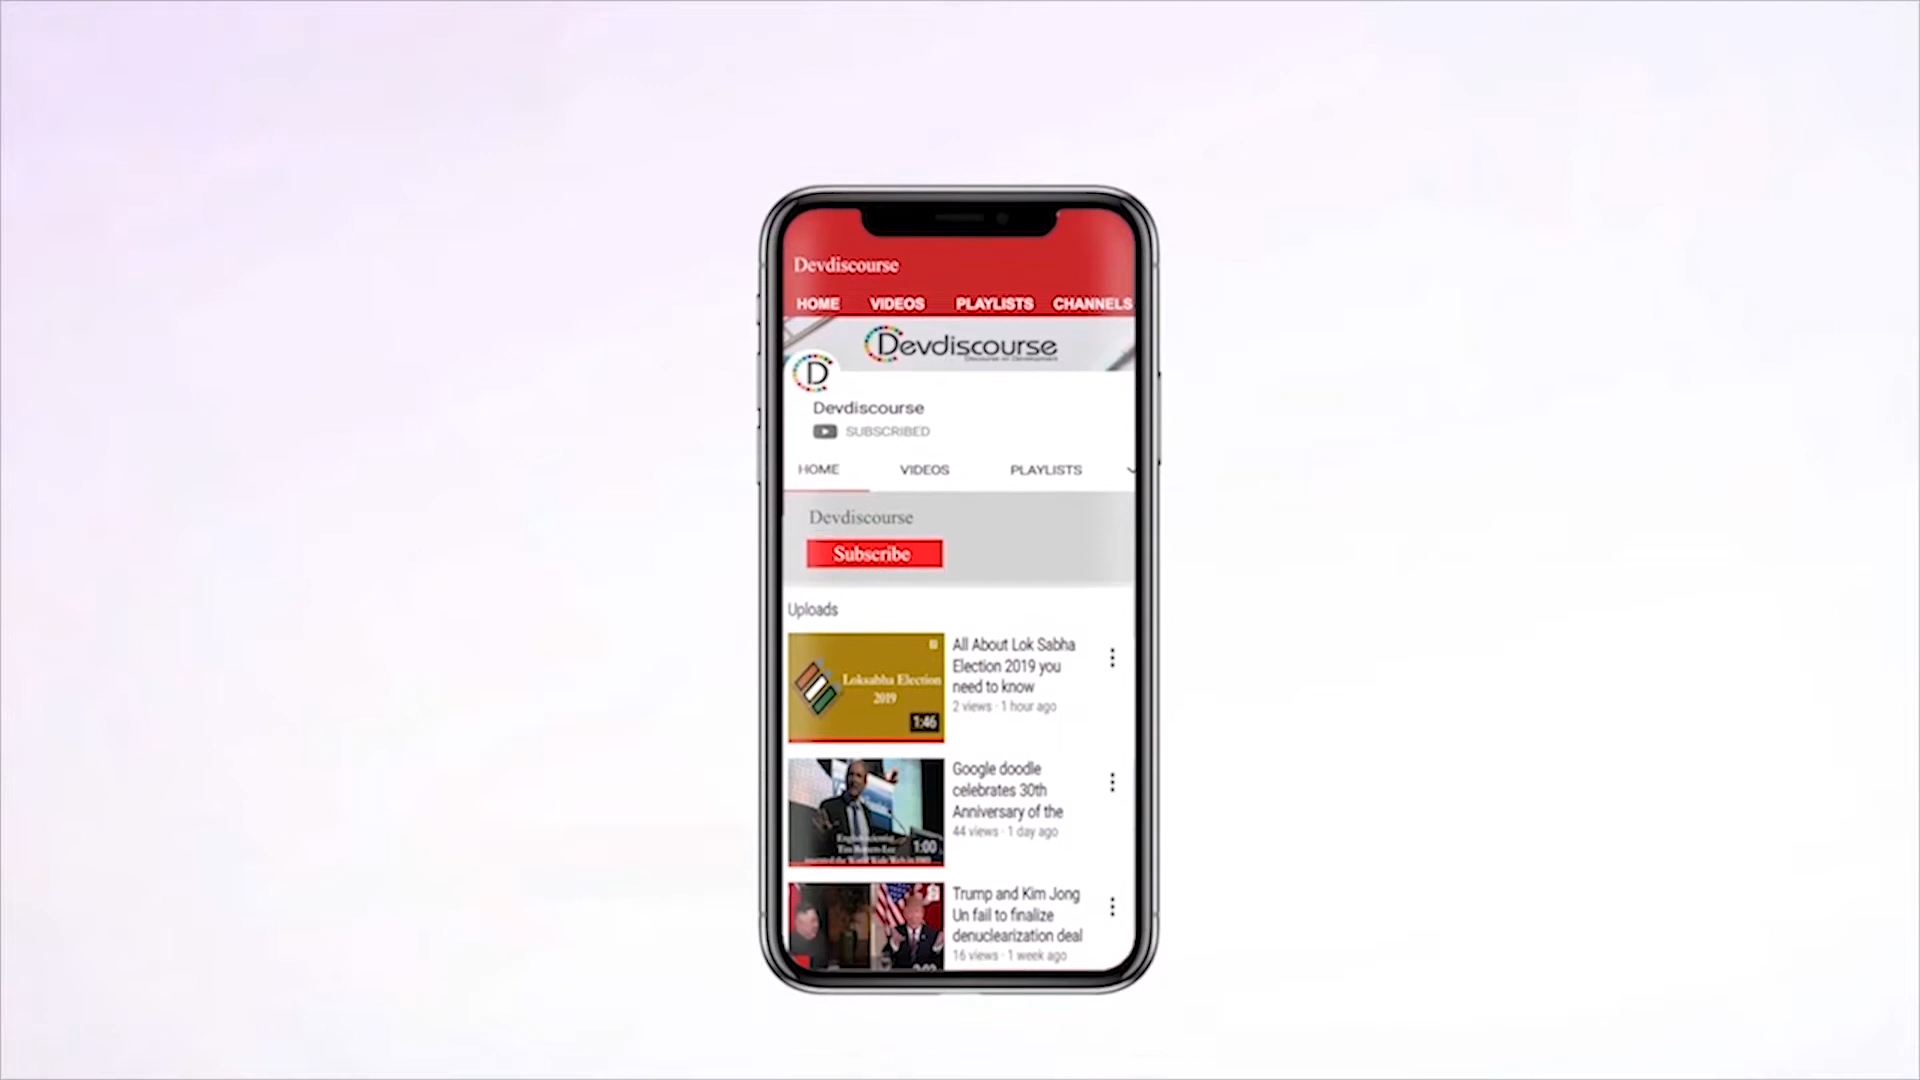 Devdiscourse
HOME VIDEOS PLAYLISTS CHANNELS
Devdiscourse
Discourse on Development
D
Devdiscourse
SUBSCRIBED
HOME VIDEOS PLAYLISTS
Devdiscourse
Subscribe
Uploads
Loksabha Election
2019
1:46
All About Lok Sabha
Election 2019 you
need to know
2 views · 1 hour ago
1:00
Google doodle
celebrates 30th
Anniversary of the
44 views · 1 day ago
Trump and Kim Jong
Un fail to finalize
denuclearization deal
16 views · 1 week ago